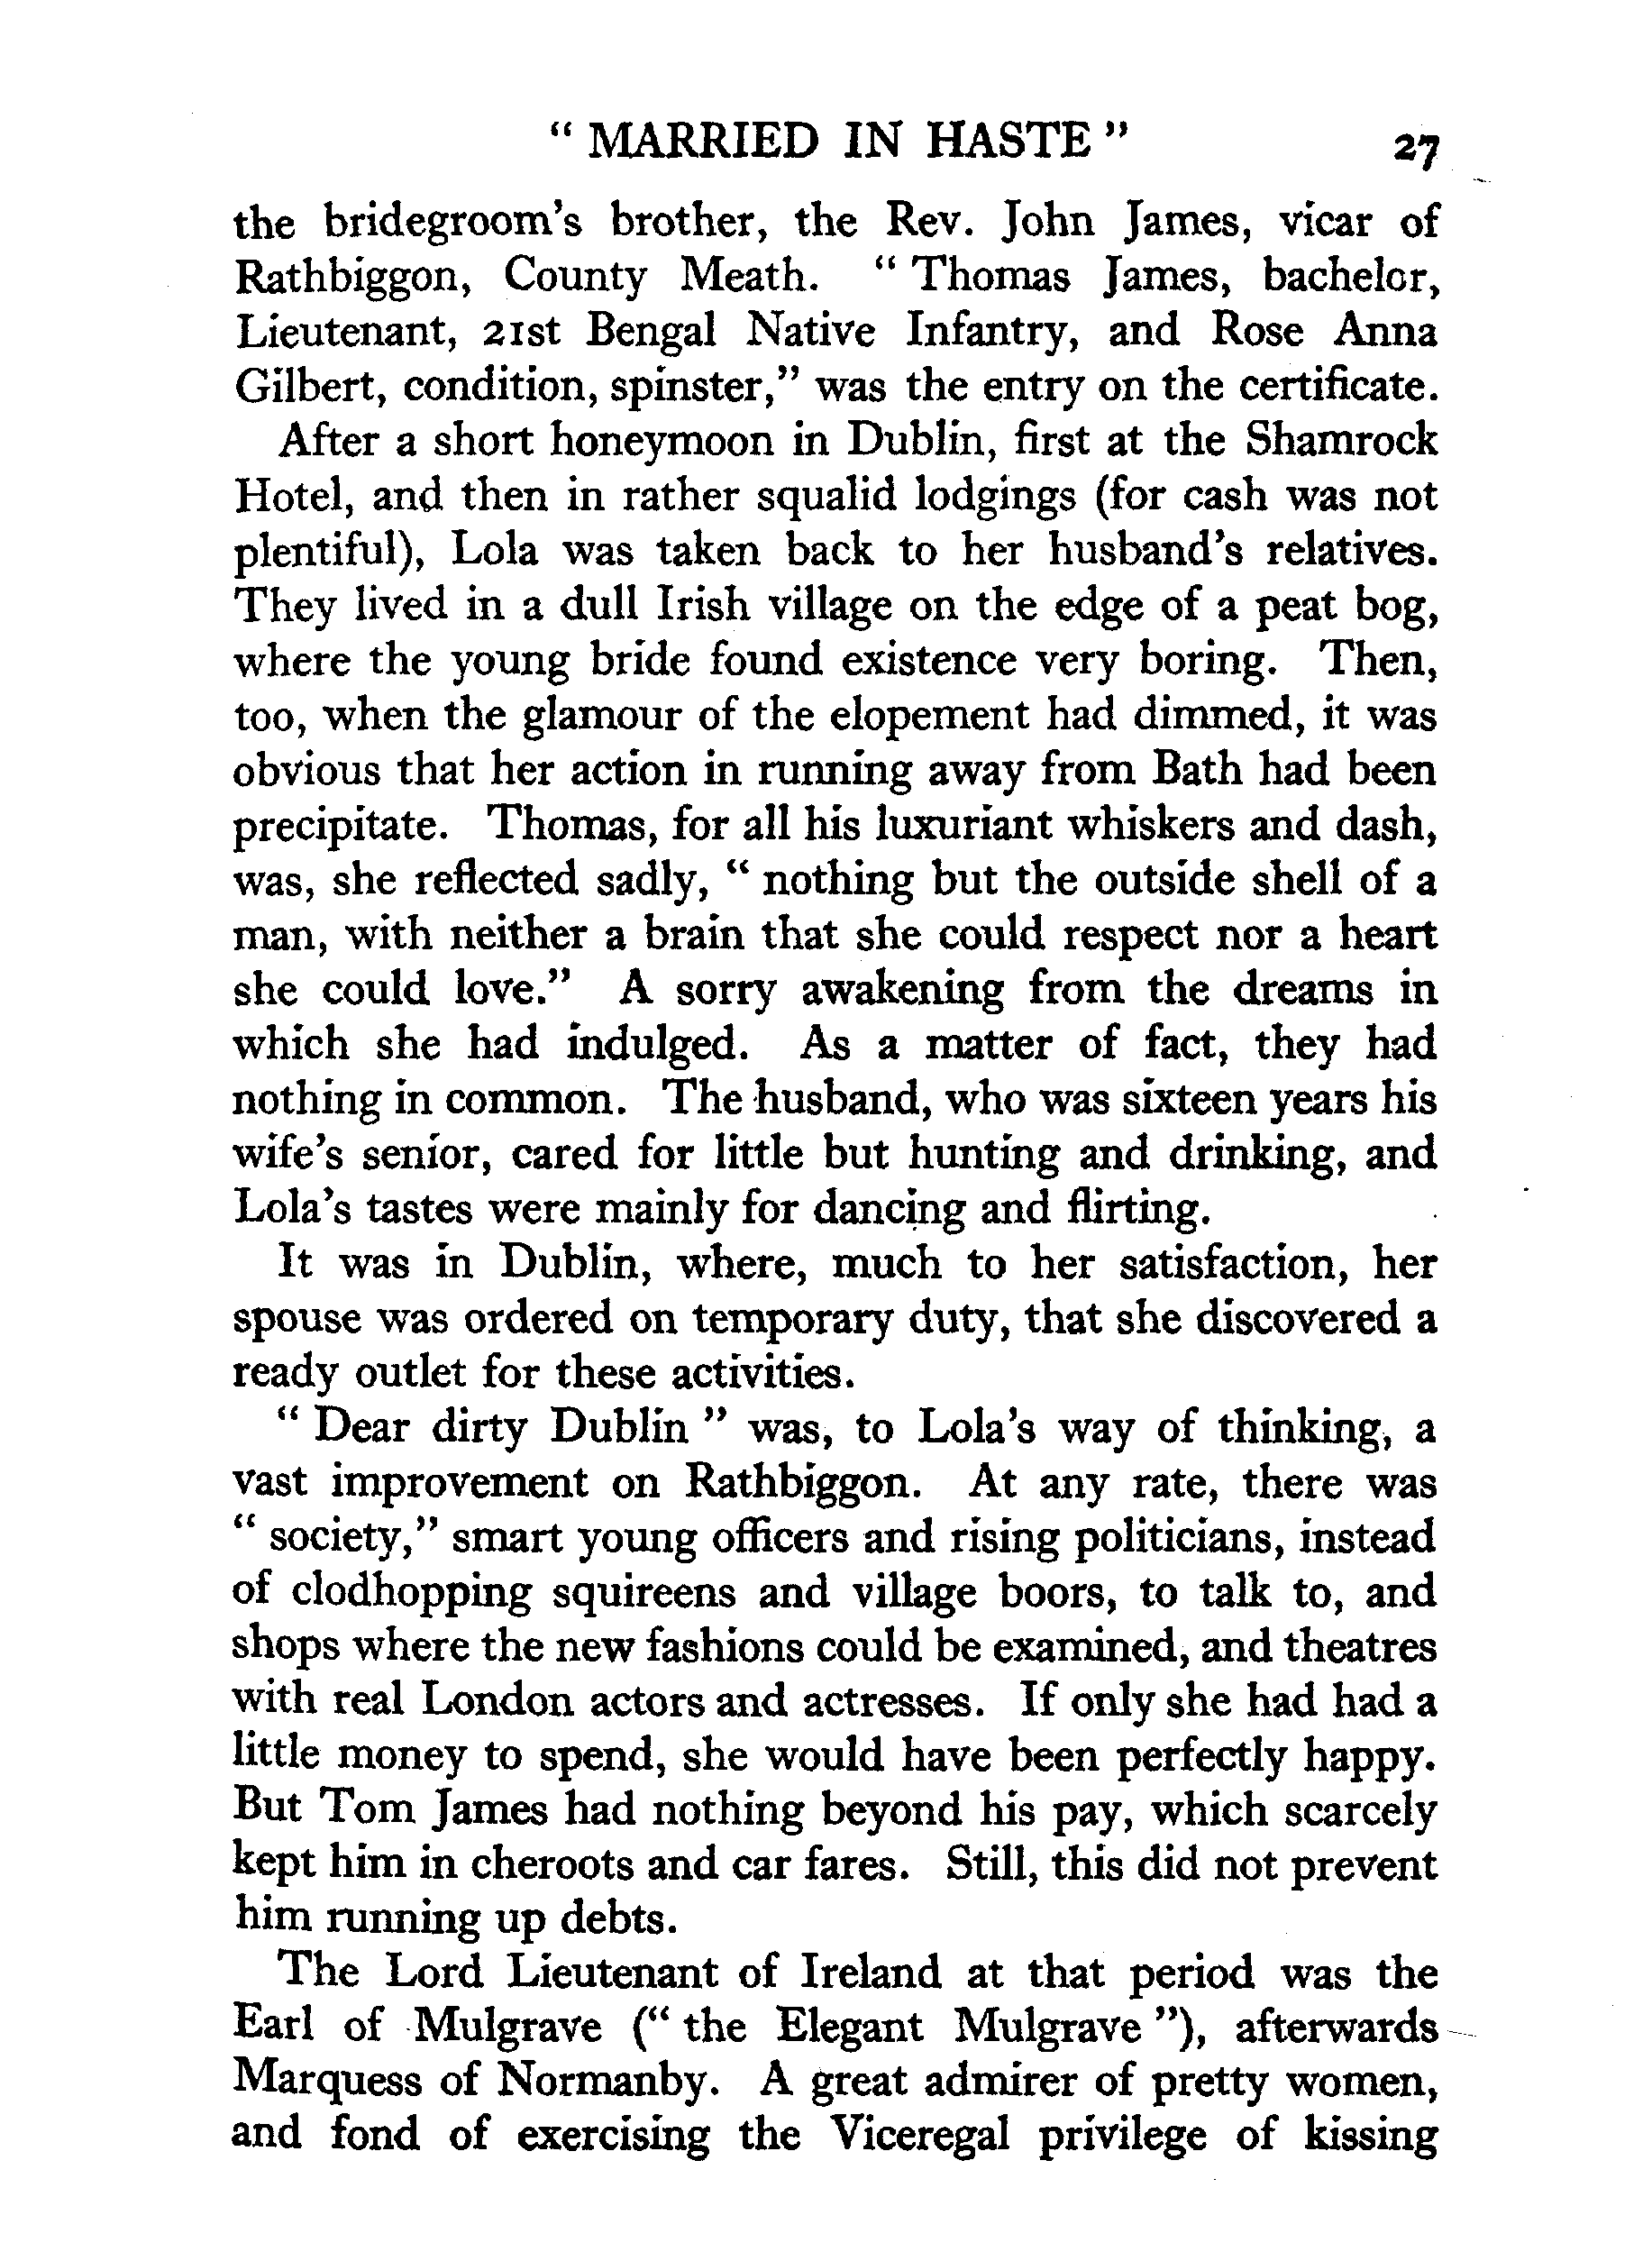 “ MARRIED IN HASTE ” 27
the bridegroom’s brother, the Rev. John James, vicar of
Rathbiggon, County Meath. “ Thomas James, bachelor,
Lieutenant, 21st Bengal Native Infantry, and Rose Anna
Gilbert, condition, spinster,” was the entry on the certificate.
After a short honeymoon in Dublin, first at the Shamrock
Hotel, and then in rather squalid lodgings (for cash was not
plentiful), Lola was taken back to her husband’s relatives.
They lived in a dull Irish village on the edge of a peat bog,
where the young bride found existence very boring. Then,
too, when the glamour of the elopement had dimmed, it was
obvious that her action in running away from Bath had been
precipitate. Thomas, for all his luxuriant whiskers and dash,
was, she reflected sadly, “ nothing but the outside shell of a
man, with neither a brain that she could respect nor a heart
she could love.” A sorry awakening from the dreams in
which she had indulged. As a matter of fact, they had
nothing in common. The husband, who was sixteen years his
wife’s senior, cared for little but hunting and drinking, and
Lola’s tastes were mainly for dancing and flirting.
It was in Dublin, where, much to her satisfaction, her
spouse was ordered on temporary duty, that she discovered a
ready outlet for these activities.
“ Dear dirty Dublin ” was, to Lola’s way of thinking, a
vast improvement on Rathbiggon. At any rate, there was
“ society,” smart young officers and rising politicians, instead
of clodhopping squireens and village boors, to talk to, and
shops where the new fashions could be examined, and theatres
with real London actors and actresses. If only she had had a
little money to spend, she would have been perfectly happy.
But Tom James had nothing beyond his pay, which scarcely
kept him in cheroots and car fares. Still, this did not prevent
him running up debts.
The Lord Lieutenant of Ireland at that period was the
Earl of Mulgrave (“ the Elegant Mulgrave ”), afterwards
Marquess of Normanby. A great admirer of pretty women,
and fond of exercising the Viceregal privilege of kissing